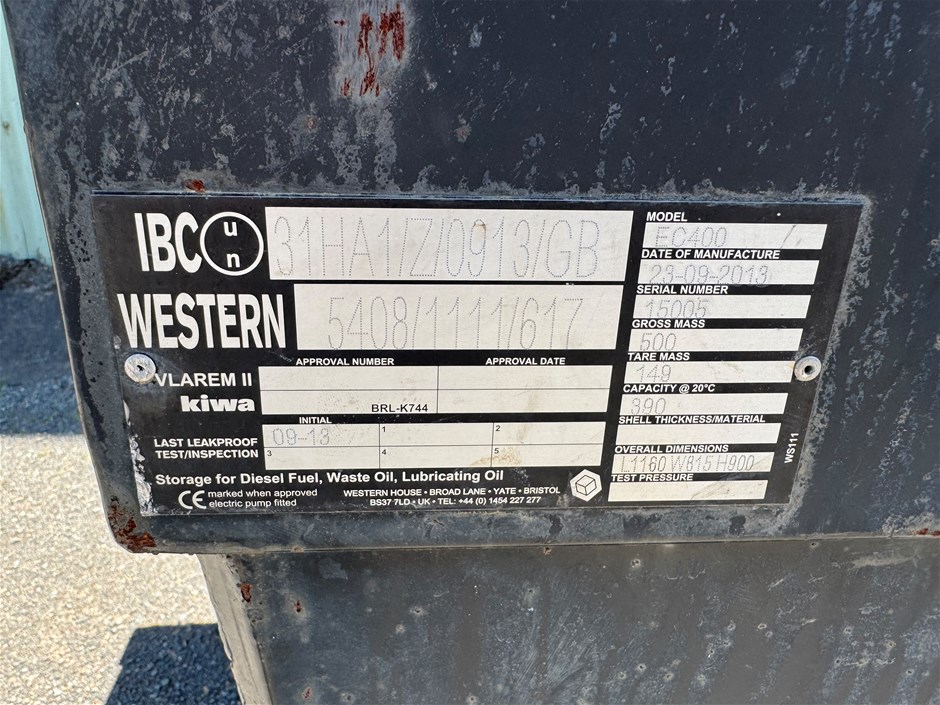 IBC un 31HA1/Z/0913/GB
WESTERN 5408/1111/617
APPROVAL NUMBER APPROVAL DATE
VLAREM II
kiwa BRL-K744
INITIAL 1 2
LAST LEAKPROOF 09-13
TEST/INSPECTION 3 4 5
Storage for Diesel Fuel, Waste Oil, Lubricating Oil
CE marked when approved
electric pump fitted
WESTERN HOUSE • BROAD LANE • YATE • BRISTOL
BS37 7LD • UK • TEL: +44 (0) 1454 227 277
MODEL
EC400 /
DATE OF MANUFACTURE
23-09-2013
SERIAL NUMBER
15005
GROSS MASS
500
TARE MASS
149
CAPACITY @ 20°C
390
SHELL THICKNESS/MATERIAL
/
OVERALL DIMENSIONS
L1160 W815 H900
TEST PRESSURE
WS111